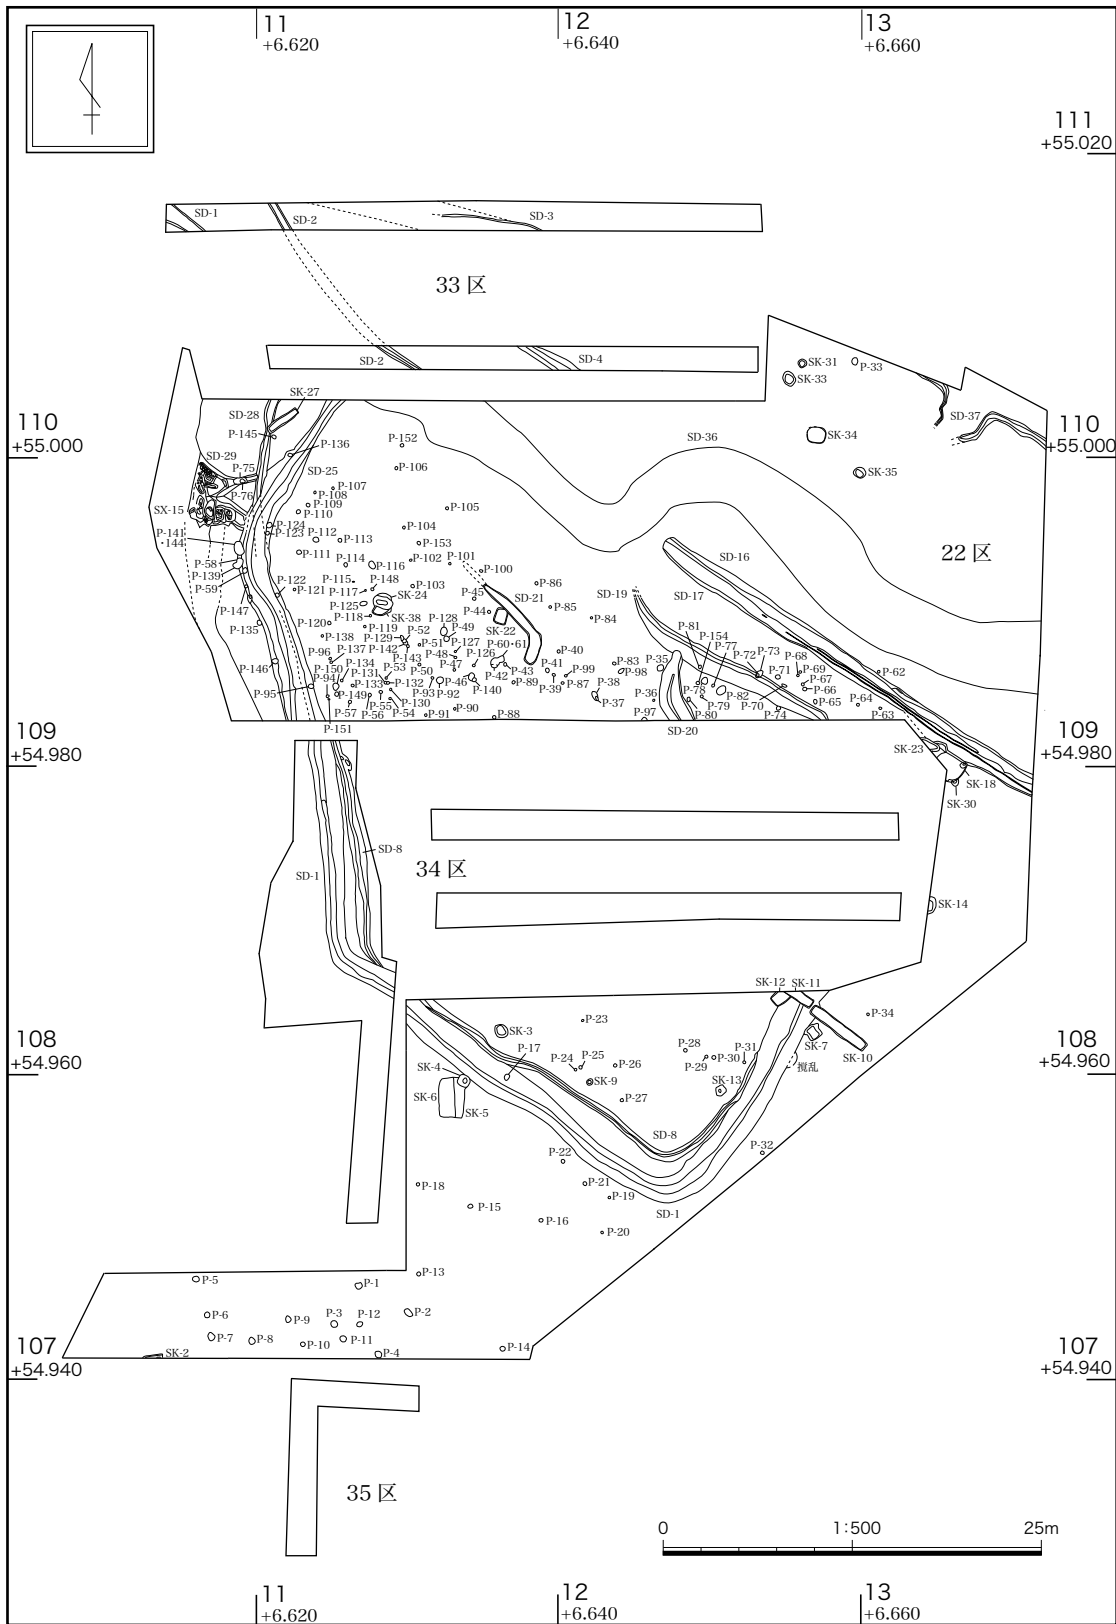 11
+6.620
12
+6.640
13
+6.660
111
+55.020
SD-1
SD-2
SD-3
33 区
SD-2
SD-4
SK-31
SK-33
P-33
SK-27
SD-28
SD-37
110
+55.000
110
+55.000
P-145
P-136
P-152
SD-36
SK-34
SD-29
P-75
SD-25
P-106
SK-35
P-76
P-107
P-108
P-109
P-110
P-105
SX-15
P-124
P-123
P-104
P-141
・144
P-112
P-113
P-153
22 区
P-111
P-114
P-116
P-102
P-101
P-100
SD-16
P-58
P-139
P-59
P-122
P-121
P-115
P-148
P-117
P-103
P-86
SD-19
SD-17
P-147
P-125
SK-24
P-45
SD-21
P-85
P-44
P-118
SK-38
P-128
P-84
P-135
P-120
P-119
P-52
P-49
SK-22
P-81
P-138
P-129
P-142
P-51
P-127
P-60・61
P-154
P-77
P-96
P-137
P-143
P-48
P-126
P-40
P-72
P-73
P-68
P-146
P-150
P-134
P-53
P-50
P-47
P-42
P-43
P-41
P-83
P-98
P-35
P-71
P-69
P-62
P-94
P-131
P-133
P-132
P-46
P-140
P-89
P-39
P-87
P-99
P-67
P-66
P-95
P-149
P-55
P-130
P-93
P-92
P-38
P-37
P-36
P-78
P-79
P-82
P-70
P-65
P-64
P-57
P-56
P-54
P-91
P-90
P-88
P-97
P-80
P-74
P-63
P-151
SD-20
109
+54.980
109
+54.980
SK-23
SK-18
SK-30
SD-8
SD-1
34 区
SK-14
SK-12
SK-11
SK-3
P-23
P-34
SK-7
108
+54.960
108
+54.960
P-17
P-24
P-25
P-26
P-28
P-29
P-30
P-31
SK-10
撹乱
SK-4
SK-9
SK-13
SK-6
SK-5
P-27
SD-8
P-22
P-32
P-18
P-21
P-19
P-15
SD-1
P-16
P-20
P-5
P-1
P-13
P-6
P-9
P-3
P-12
P-2
P-7
P-8
P-10
P-11
P-4
P-14
SK-2
107
+54.940
107
+54.940
35 区
0
1:500
25m
11
+6.620
12
+6.640
13
+6.660